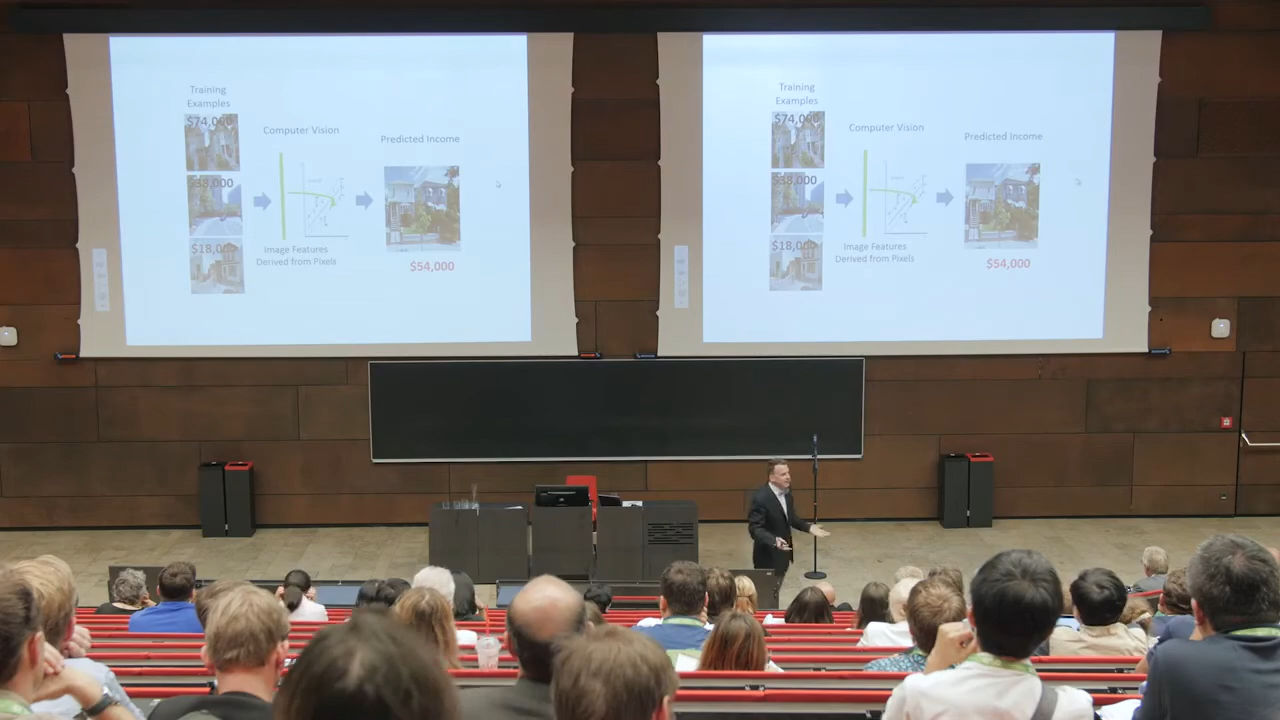 Training
Examples
$74,000
$38,000
$18,000
Computer Vision
Image Features
Derived from Pixels
Predicted Income
$54,000
Training
Examples
$74,000
$38,000
$18,000
Computer Vision
Image Features
Derived from Pixels
Predicted Income
$54,000